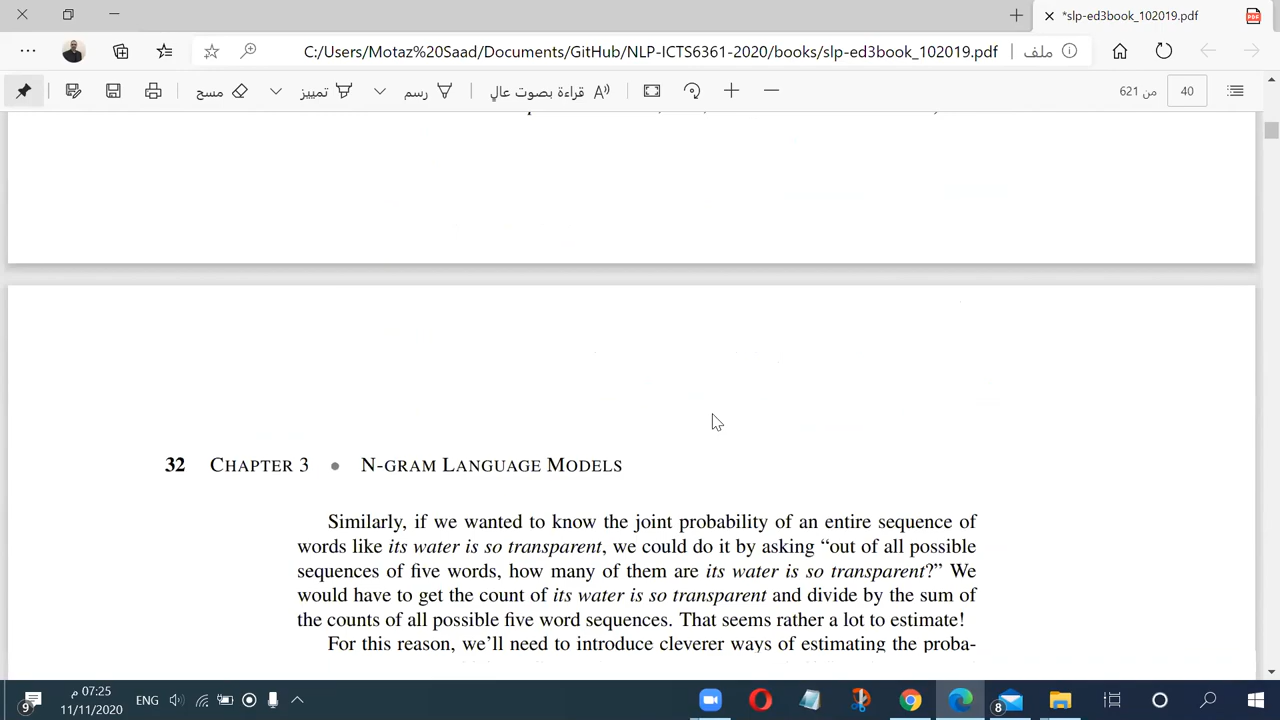 *slp-ed3book_102019.pdf
ملف C:/Users/Motaz%20Saad/Documents/GitHub/NLP-ICTS6361-2020/books/slp-ed3book_102019.pdf
40 من 621 قراءة بصوت عالٍ رسم تمييز مسح
32 CHAPTER 3 • N-GRAM LANGUAGE MODELS
Similarly, if we wanted to know the joint probability of an entire sequence of
words like its water is so transparent, we could do it by asking “out of all possible
sequences of five words, how many of them are its water is so transparent?” We
would have to get the count of its water is so transparent and divide by the sum of
the counts of all possible five word sequences. That seems rather a lot to estimate!
For this reason, we’ll need to introduce cleverer ways of estimating the proba-
07:25 م
ENG
11/11/2020
9
8